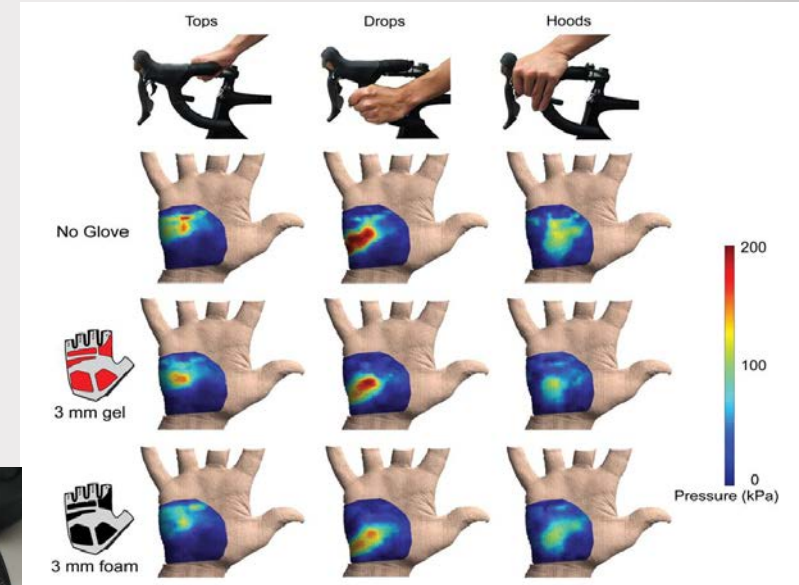 Tops Drops Hoods
No Glove
200
100
0
Pressure (kPa)
3 mm gel
3 mm foam